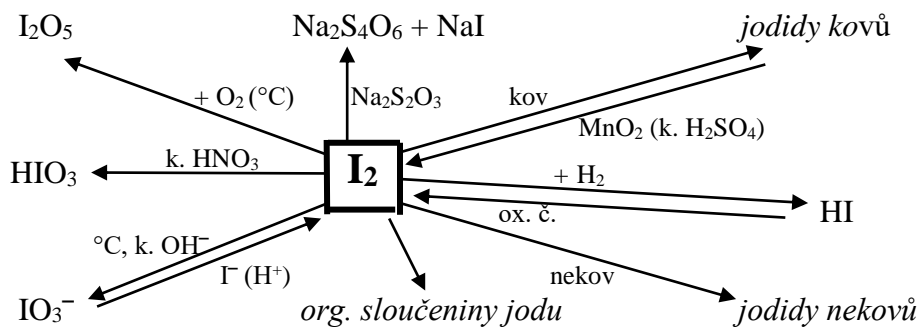 I₂O₅ Na₂S₄O₆ + NaI jodidy kovů
+ O₂ (°C) Na₂S₂O₃ kov
MnO₂ (k. H₂SO₄)
HIO₃ k. HNO₃ I₂ + H₂
ox. č. HI
°C, k. OH⁻
I⁻ (H⁺) nekov
IO₃⁻ org. sloučeniny jodu jodidy nekovů